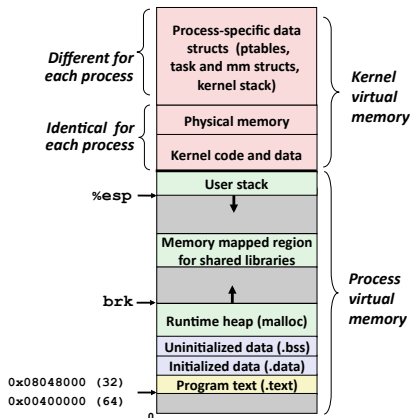 Different for
each process
Process-specific data
structs (ptables,
task and mm structs,
kernel stack)
Kernel
virtual
memory
Identical for
each process
Physical memory
Kernel code and data
User stack
%esp
Memory mapped region
for shared libraries
Process
virtual
memory
brk
Runtime heap (malloc)
Uninitialized data (.bss)
Initialized data (.data)
Program text (.text)
0x08048000 (32)
0x00400000 (64)
0